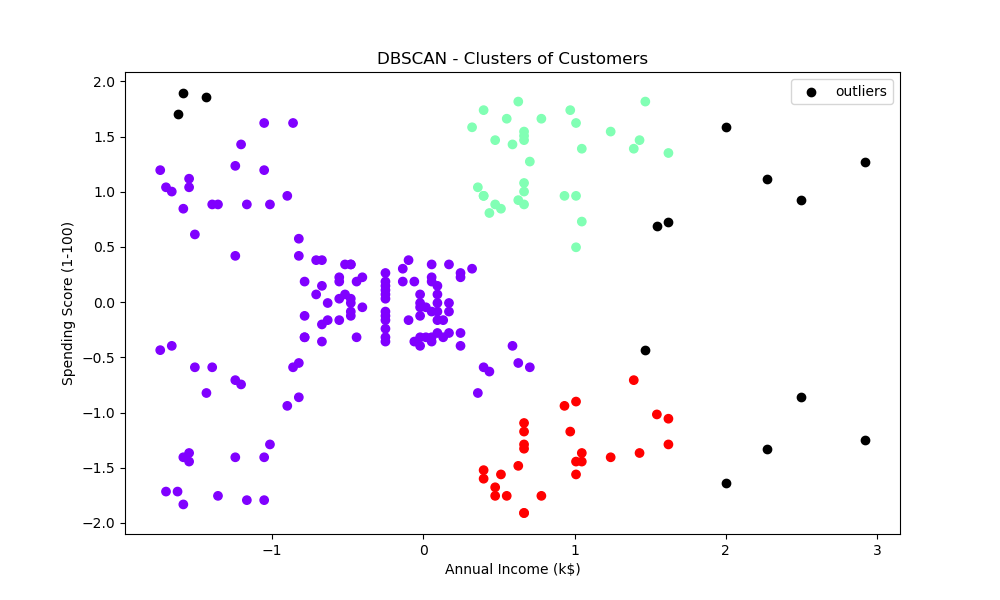 DBSCAN - Clusters of Customers
outliers
2.0
1.5
1.0
0.5
0.0
−0.5
−1.0
−1.5
−2.0
Spending Score (1-100)
−1 0 1 2 3
Annual Income (k$)